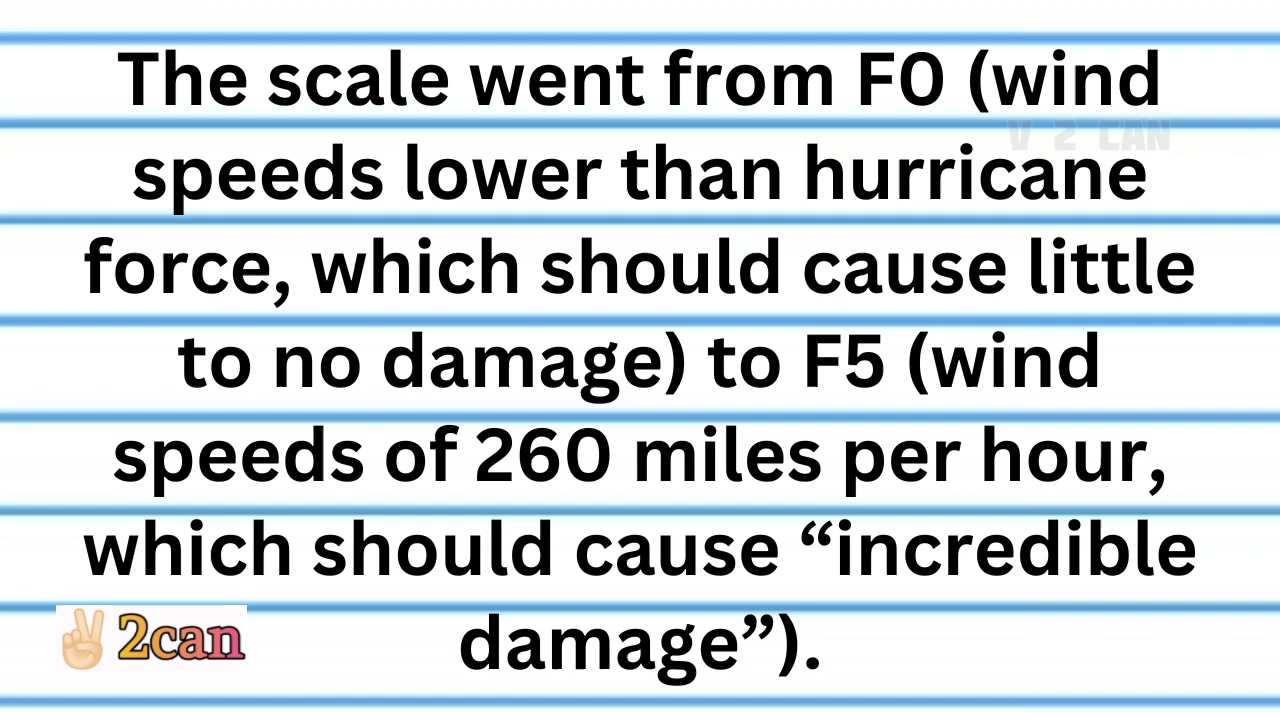 The scale went from F0 (wind
V 2 CAN
speeds lower than hurricane
force, which should cause little
to no damage) to F5 (wind
speeds of 260 miles per hour,
which should cause “incredible
damage”).
2can